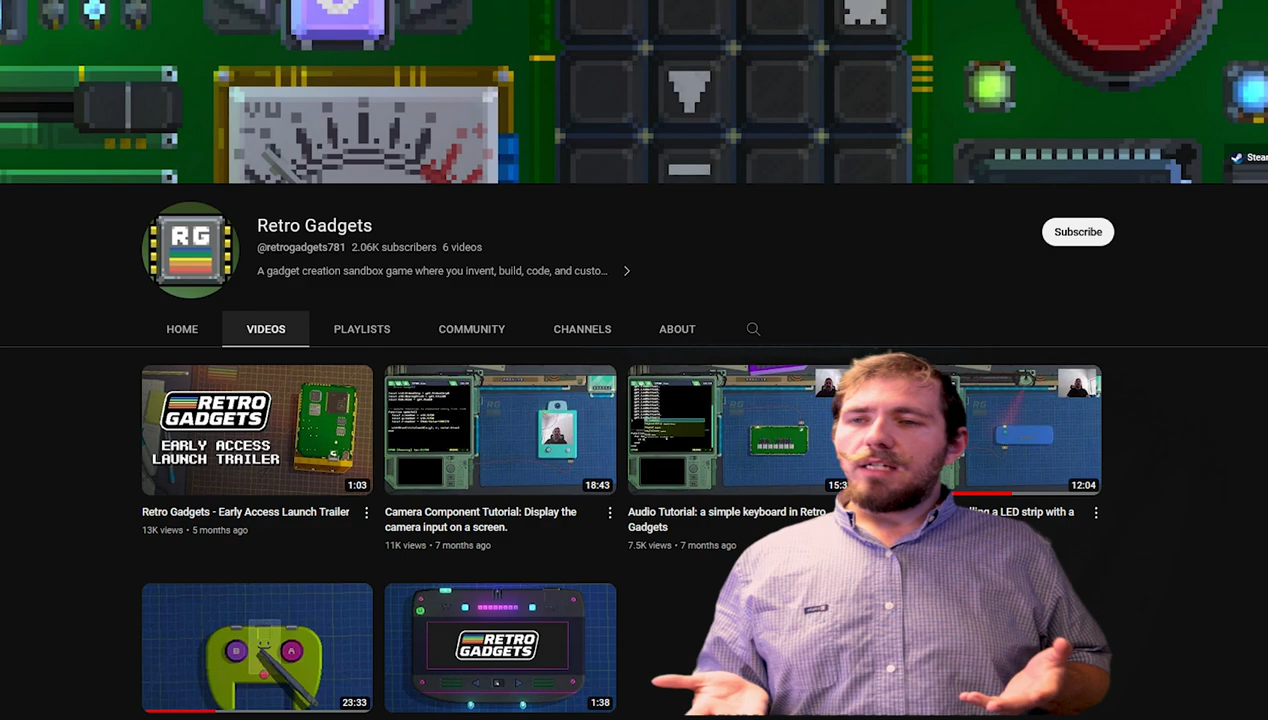 VU
Steam
RG
Retro Gadgets
@retrogadgets781 2.06K subscribers 6 videos
A gadget creation sandbox game where you invent, build, code, and custo...
Subscribe
HOME
VIDEOS
PLAYLISTS
COMMUNITY
CHANNELS
ABOUT
RETRO
GADGETS
EARLY ACCESS
LAUNCH TRAILER
1:03
Retro Gadgets - Early Access Launch Trailer
13K views • 5 months ago
18:43
Camera Component Tutorial: Display the
camera input on a screen.
11K views • 7 months ago
15:3
Audio Tutorial: a simple keyboard in Retro
Gadgets
7.5K views • 7 months ago
12:04
a LED strip with a
23:33
RETRO
GADGETS
1:38